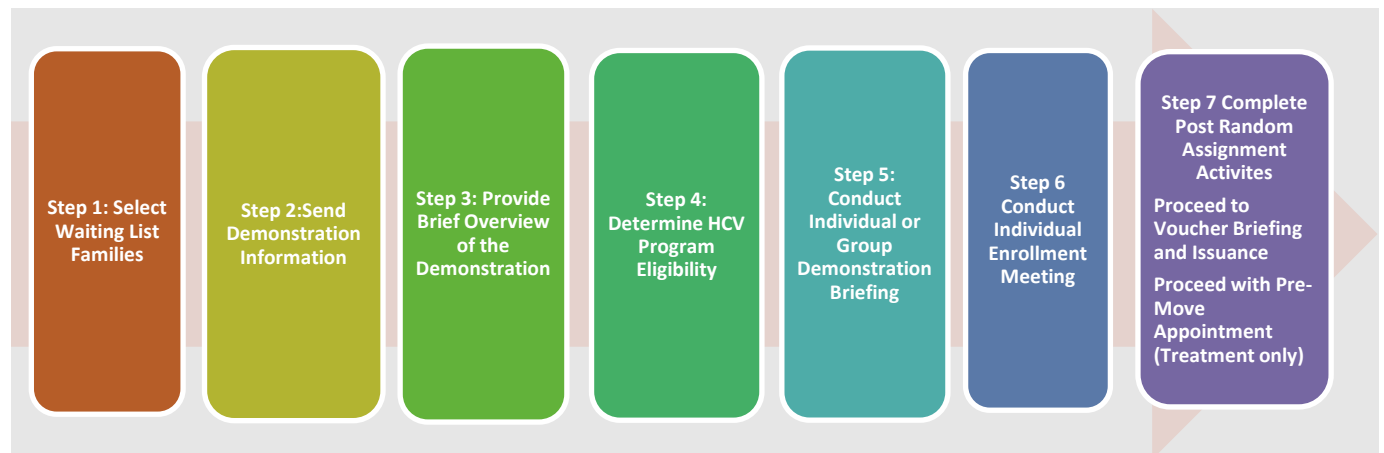 Step 1: Select
Waiting List
Families
Step 2:Send
Demonstration
Information
Step 3: Provide
Brief Overview
of the
Demonstration
Step 4:
Determine HCV
Program
Eligibility
Step 5:
Conduct
Individual or
Group
Demonstration
Briefing
Step 6
Conduct
Individual
Enrollment
Meeting
Step 7 Complete
Post Random
Assignment
Activites
Proceed to
Voucher Briefing
and Issuance
Proceed with Pre-
Move
Appointment
(Treatment only)